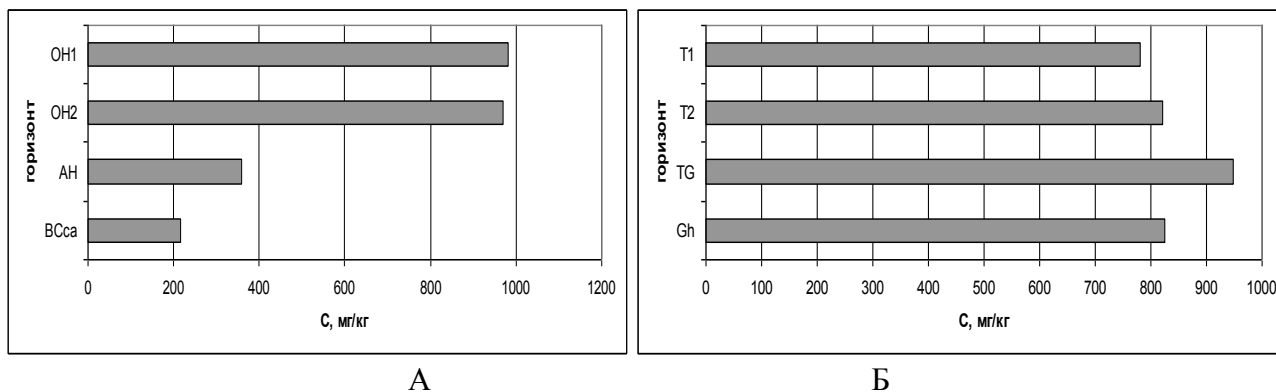 горизонт
OH1
OH2
AH
BCca
0 200 400 600 800 1000 1200
С, мг/кг
горизонт
T1
T2
TG
Gh
0 100 200 300 400 500 600 700 800 900 1000
С, мг/кг
А
Б